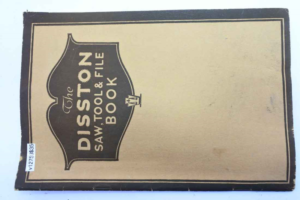 The
DISSTON
SAW, TOOL & FILE
BOOK